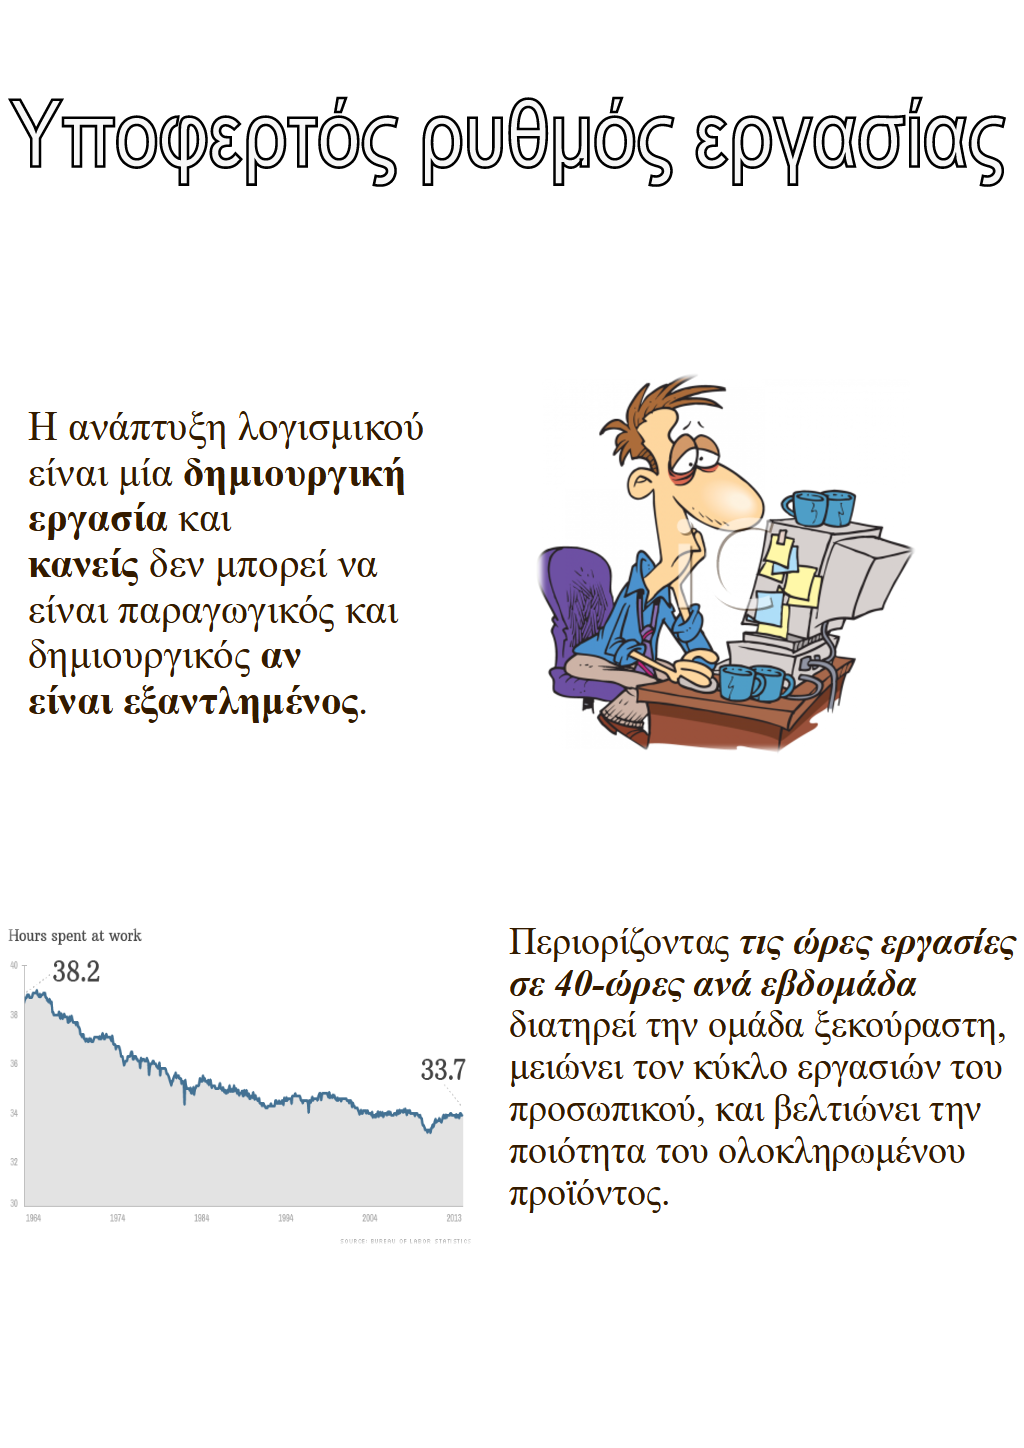 Υποφερτός ρυθμός εργασίας
Η ανάπτυξη λογισμικού
είναι μία δημιουργική
εργασία και
κανείς δεν μπορεί να
είναι παραγωγικός και
δημιουργικός αν
είναι εξαντλημένος.
Hours spent at work
40
38.2
38
36
33.7
34
32
30
1964 1974 1984 1994 2004 2013
SOURCE: BUREAU OF LABOR STATISTICS
Περιορίζοντας τις ώρες εργασίες
σε 40-ώρες ανά εβδομάδα
διατηρεί την ομάδα ξεκούραστη,
μειώνει τον κύκλο εργασιών του
προσωπικού, και βελτιώνει την
ποιότητα του ολοκληρωμένου
προϊόντος.